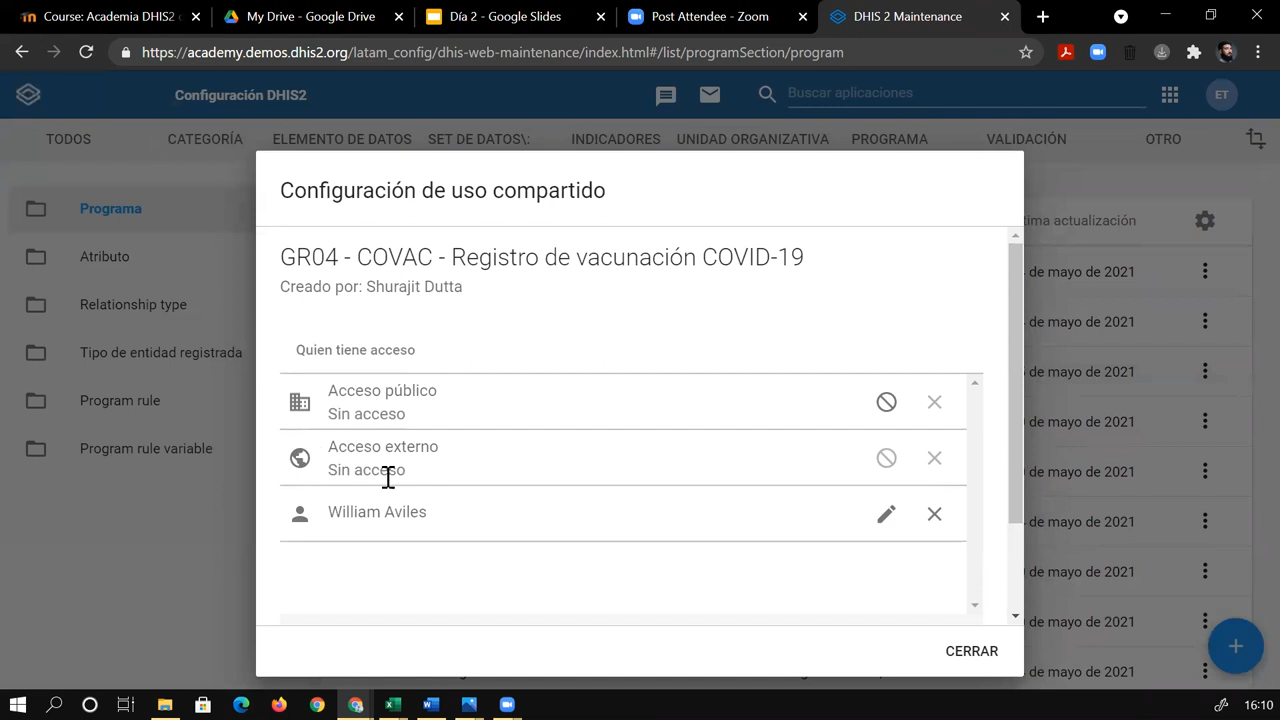 Course: Academia DHIS2 c
My Drive - Google Drive
Día 2 - Google Slides
Post Attendee - Zoom
DHIS 2 Maintenance
https://academy.demos.dhis2.org/latam_config/dhis-web-maintenance/index.html#/list/programSection/program
Configuración DHIS2
Buscar aplicaciones
ET
TODOS
CATEGORÍA
ELEMENTO DE DATOS
SET DE DATOS\:
INDICADORES
UNIDAD ORGANIZATIVA
PROGRAMA
VALIDACIÓN
OTRO
Programa
Atributo
Relationship type
Tipo de entidad registrada
Program rule
Program rule variable
Configuración de uso compartido
GR04 - COVAC - Registro de vacunación COVID-19
Creado por: Shurajit Dutta
Quien tiene acceso
Acceso público
Sin acceso
Acceso externo
Sin acceso
William Aviles
CERRAR
tima actualización
de mayo de 2021
de mayo de 2021
de mayo de 2021
de mayo de 2021
de mayo de 2021
de mayo de 2021
de mayo de 2021
de mayo de 2021
de mayo de 2021
16:10